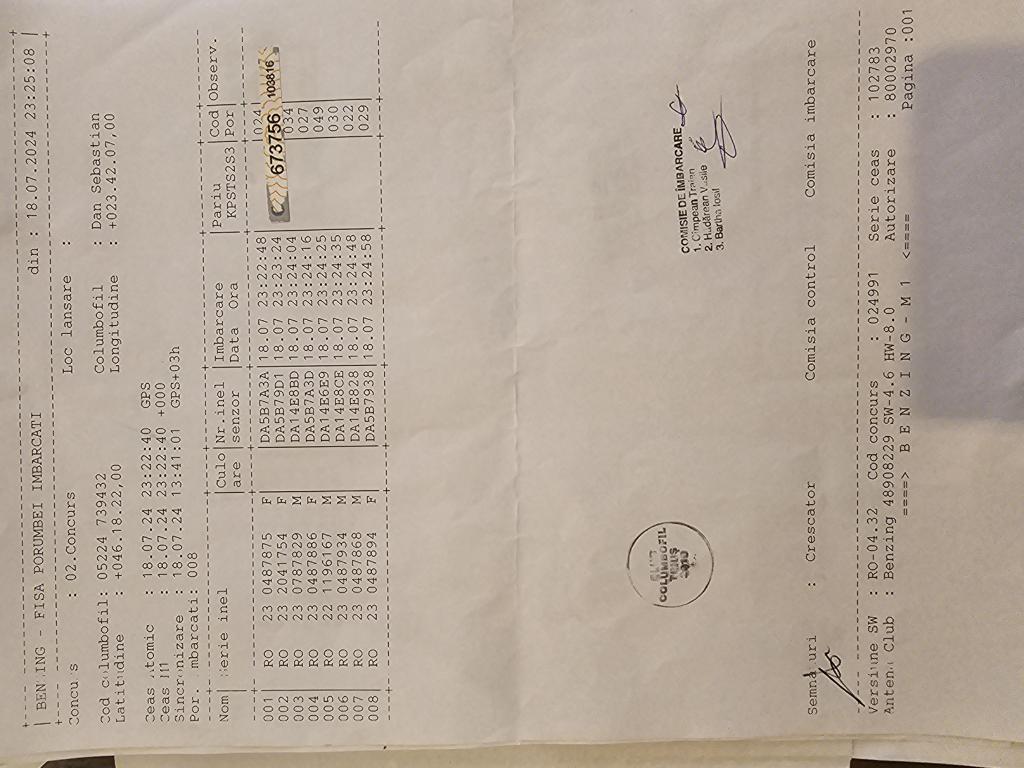 BENZING - FISA PORUMBEI IMBARCATI din : 18.07.2024 23:25:08
Concurs : 02.Concurs Loc lansare :
Cod columbofil: 05224 739432 Columbofil : Dan Sebastian
Latitudine : +046.18.22,00 Longitudine : +023.42.07,00
Ceas atomic : 18.07.24 23:22:40 GPS
Ceas M1 : 18.07.24 23:22:40 +000
Sincronizare : 18.07.24 13:41:01 GPS+03h
Por imbarcati: 008
Nom Serie inel Culo Nr.inel Imbarcare Pariu Cod Observ.
are senzor Data Ora KPSTS2S3 Por
001 RO 23 0487875 F DA5B7A3A 18.07 23:22:48 024
002 RO 23 2041754 F DA5B79D1 18.07 23:23:24 034
003 RO 23 0787829 M DA14E8BD 18.07 23:24:04 027
004 RO 23 0487886 F DA5B7A3D 18.07 23:24:16 049
005 RO 22 1196167 M DA14E6E9 18.07 23:24:25 030
006 RO 23 0487934 M DA14E8CE 18.07 23:24:35 002
007 RO 23 0487868 M DA14E828 18.07 23:24:48 022
008 RO 23 0487894 F DA5B7938 18.07 23:24:58 029
C 673756 103816
COLUMBOFIL
COMISIE DE ÎMBARCARE
1. Cîmpean Traian
2. Hudărean Vasile
3. Bartha Iosif
Semnaturi : Crescator Comisia control Comisia imbarcare
Versiune SW : RO-04.32 Cod concurs : 024991 Serie ceas : 102783
Antena Club : Benzing 48908229 SW-4.6 HW-8.0 Autorizare : 80002970
====> B E N Z I N G - M 1 <==== Pagina :001